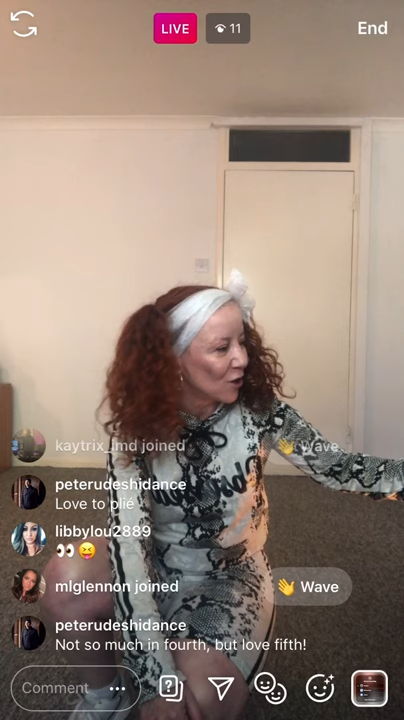 LIVE
11
End
kaytrix_lmd joined
Wave
peterudeshidance
Love to plié
libbylou2889
mlglennon joined
Wave
peterudeshidance
Not so much in fourth, but love fifth!
Comment